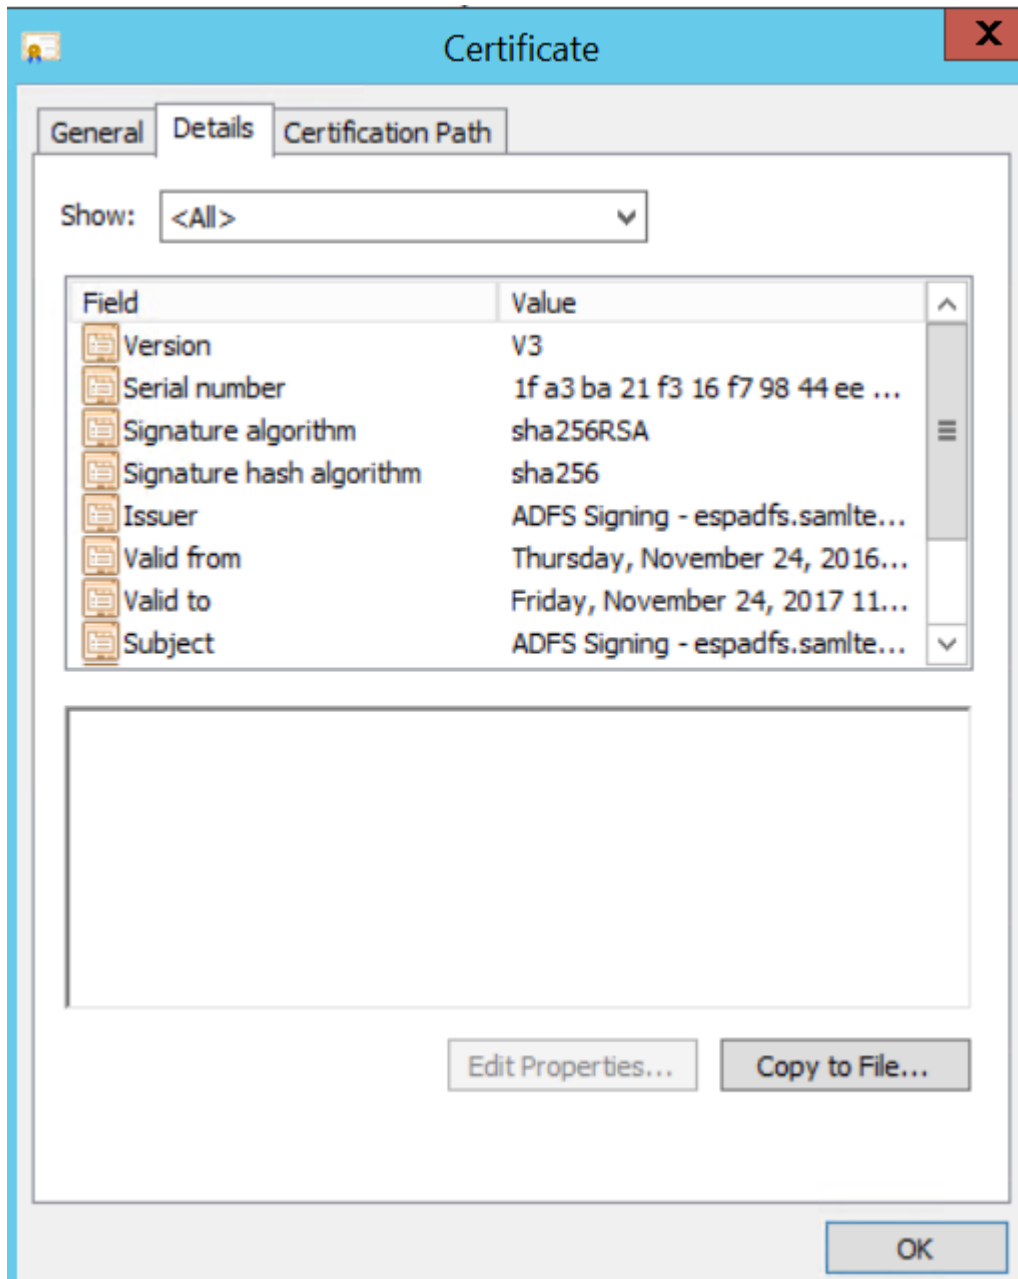 Certificate
X
General Details Certification Path
Show: <All>
Field Value
Version V3
Serial number 1f a3 ba 21 f3 16 f7 98 44 ee ...
Signature algorithm sha256RSA
Signature hash algorithm sha256
Issuer ADFS Signing - espadfs.samlte...
Valid from Thursday, November 24, 2016...
Valid to Friday, November 24, 2017 11...
Subject ADFS Signing - espadfs.samlte...
Edit Properties... Copy to File...
OK